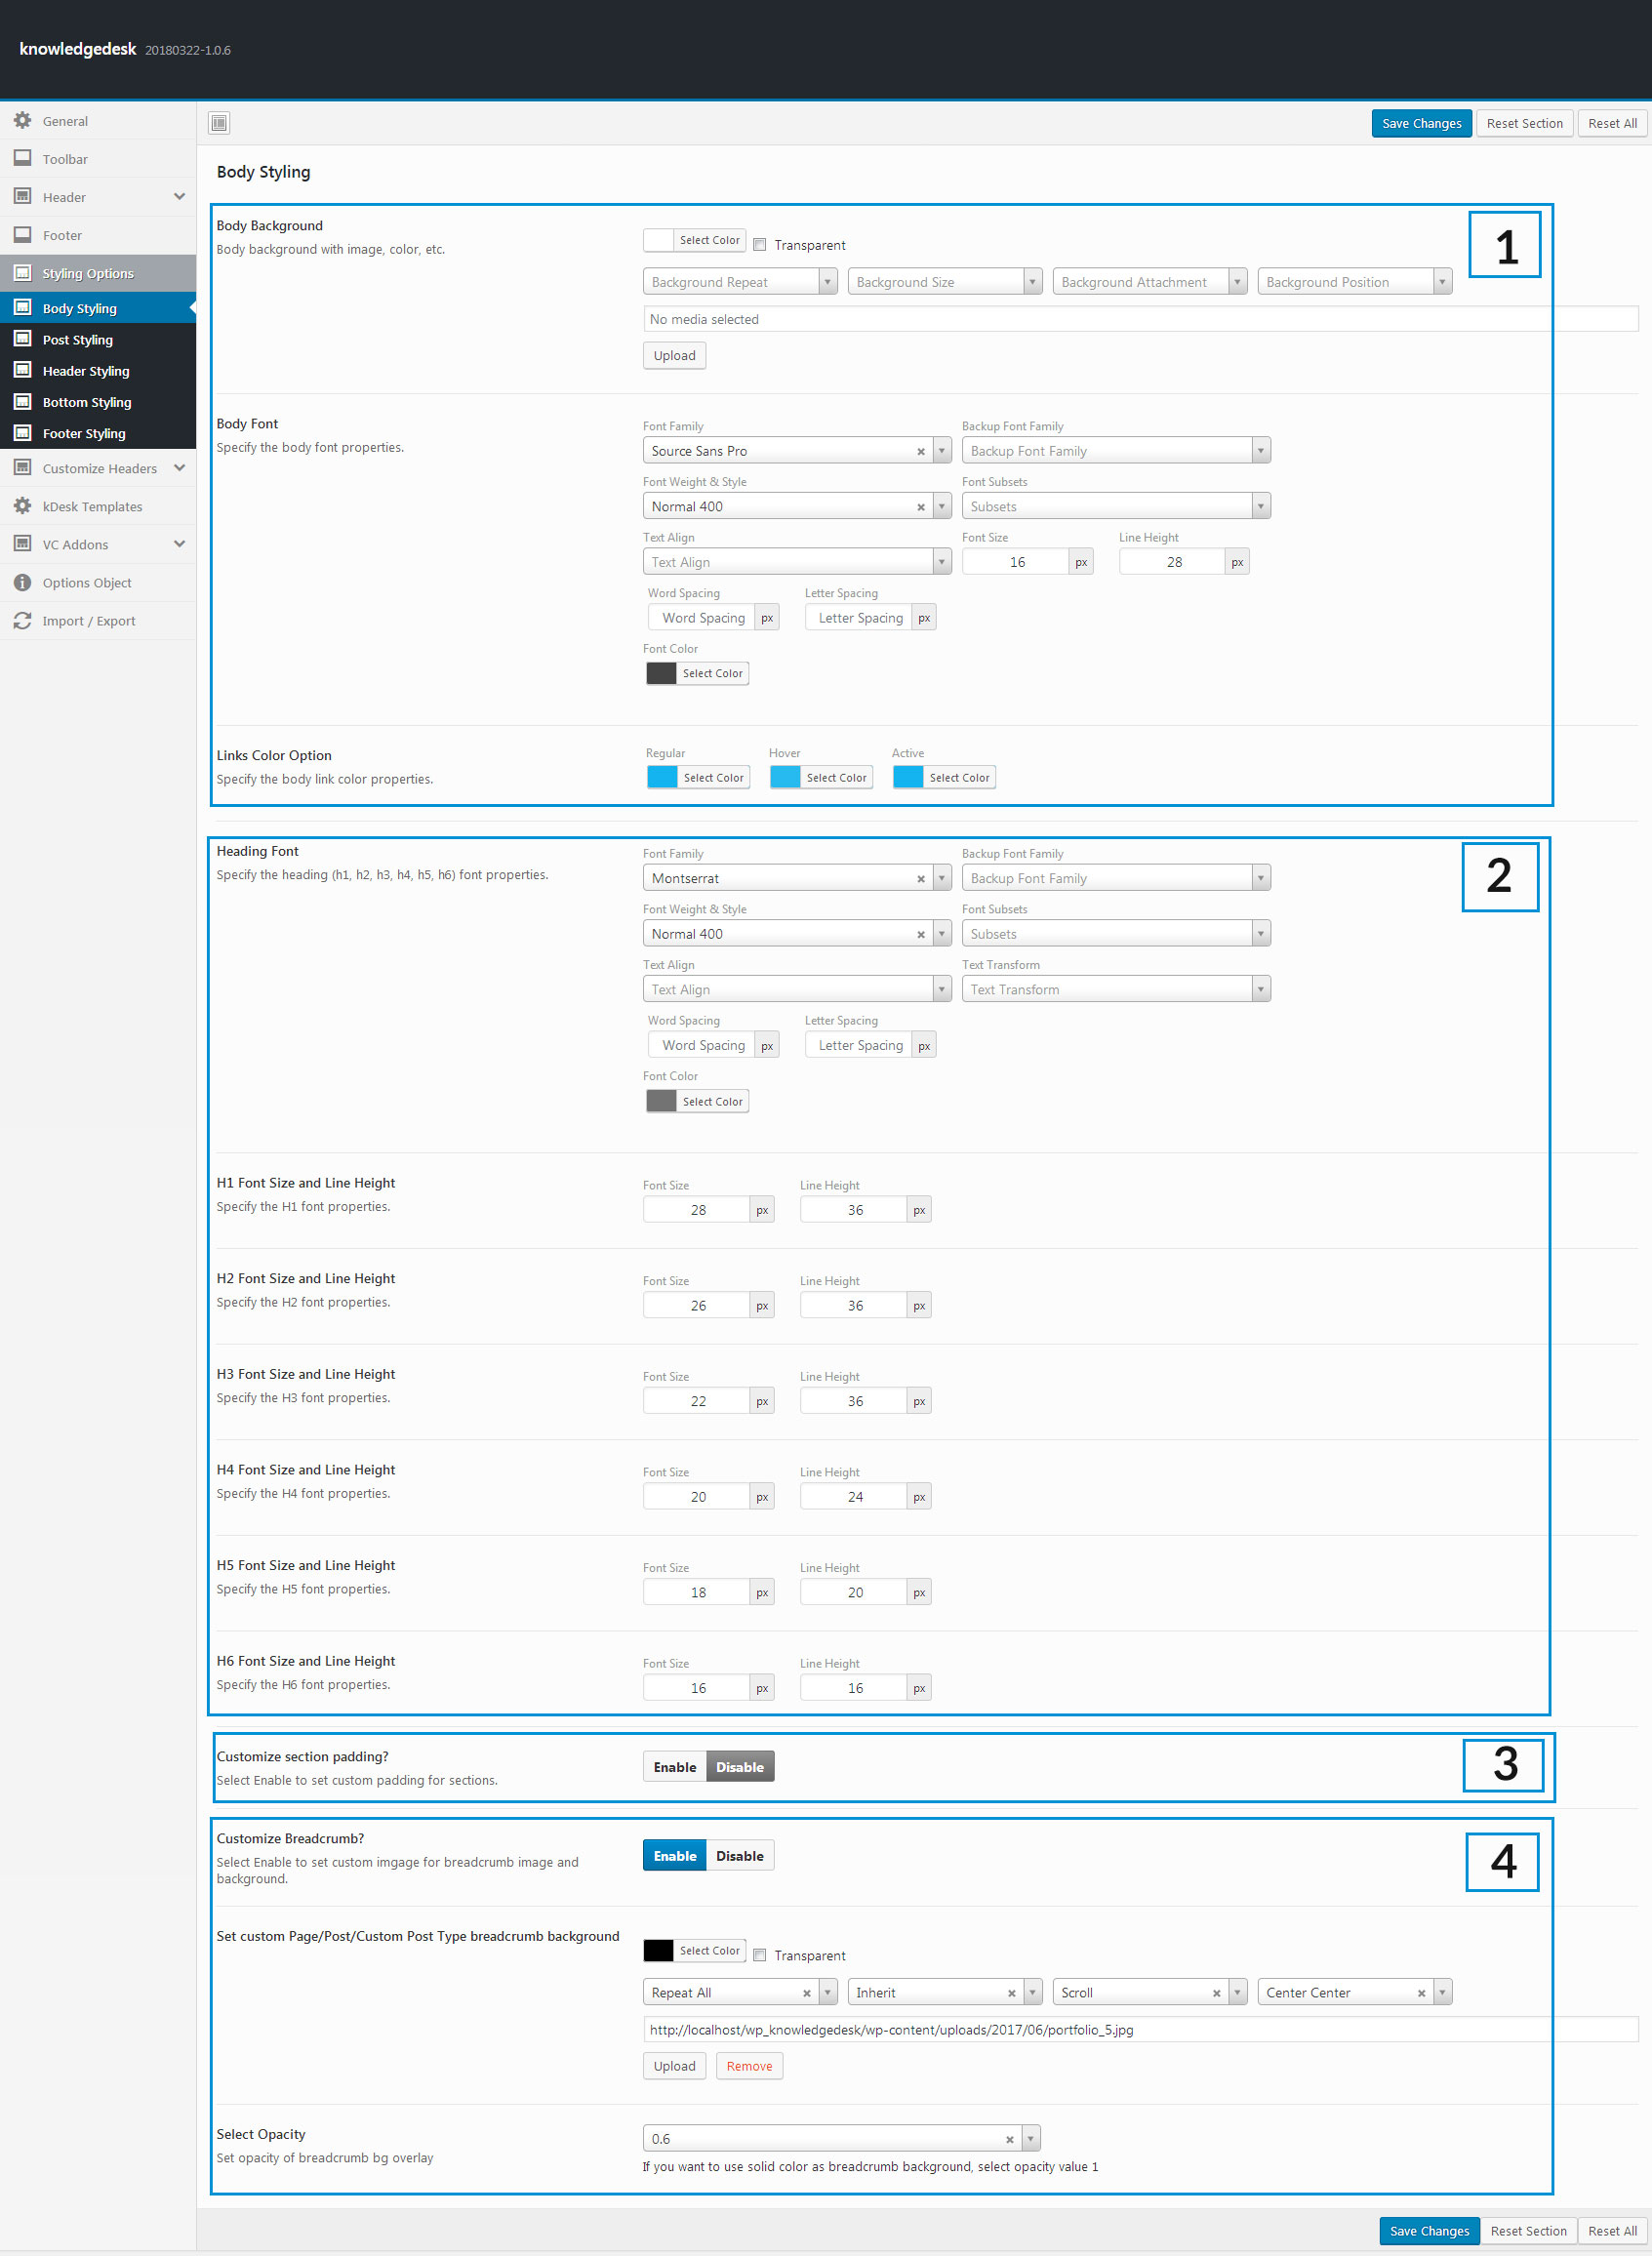 knowledgedesk 20180322-1.0.6
General
Toolbar
Header
Footer
Styling Options
Body Styling
Post Styling
Header Styling
Bottom Styling
Footer Styling
Customize Headers
kDesk Templates
VC Addons
Options Object
Import / Export
Save Changes Reset Section Reset All
Body Styling
1
Body Background
Body background with image, color, etc.
Select Color Transparent
Background Repeat Background Size Background Attachment Background Position
No media selected
Upload
Body Font
Specify the body font properties.
Font Family Backup Font Family
Source Sans Pro Backup Font Family
Font Weight & Style Font Subsets
Normal 400 Subsets
Text Align Font Size Line Height
Text Align 16 px 28 px
Word Spacing Letter Spacing
Word Spacing px Letter Spacing px
Font Color
Select Color
Links Color Option
Specify the body link color properties.
Regular Hover Active
Select Color Select Color Select Color
2
Heading Font
Specify the heading (h1, h2, h3, h4, h5, h6) font properties.
Font Family Backup Font Family
Montserrat Backup Font Family
Font Weight & Style Font Subsets
Normal 400 Subsets
Text Align Text Transform
Text Align Text Transform
Word Spacing Letter Spacing
Word Spacing px Letter Spacing px
Font Color
Select Color
H1 Font Size and Line Height
Specify the H1 font properties.
Font Size Line Height
28 px 36 px
H2 Font Size and Line Height
Specify the H2 font properties.
Font Size Line Height
26 px 36 px
H3 Font Size and Line Height
Specify the H3 font properties.
Font Size Line Height
22 px 36 px
H4 Font Size and Line Height
Specify the H4 font properties.
Font Size Line Height
20 px 24 px
H5 Font Size and Line Height
Specify the H5 font properties.
Font Size Line Height
18 px 20 px
H6 Font Size and Line Height
Specify the H6 font properties.
Font Size Line Height
16 px 16 px
3
Customize section padding?
Select Enable to set custom padding for sections.
Enable Disable
4
Customize Breadcrumb?
Select Enable to set custom imgage for breadcrumb image and
background.
Enable Disable
Set custom Page/Post/Custom Post Type breadcrumb background
Select Color Transparent
Repeat All Inherit Scroll Center Center
http://localhost/wp_knowledgedesk/wp-content/uploads/2017/06/portfolio_5.jpg
Upload Remove
Select Opacity
Set opacity of breadcrumb bg overlay
0.6
If you want to use solid color as breadcrumb background, select opacity value 1
Save Changes Reset Section Reset All